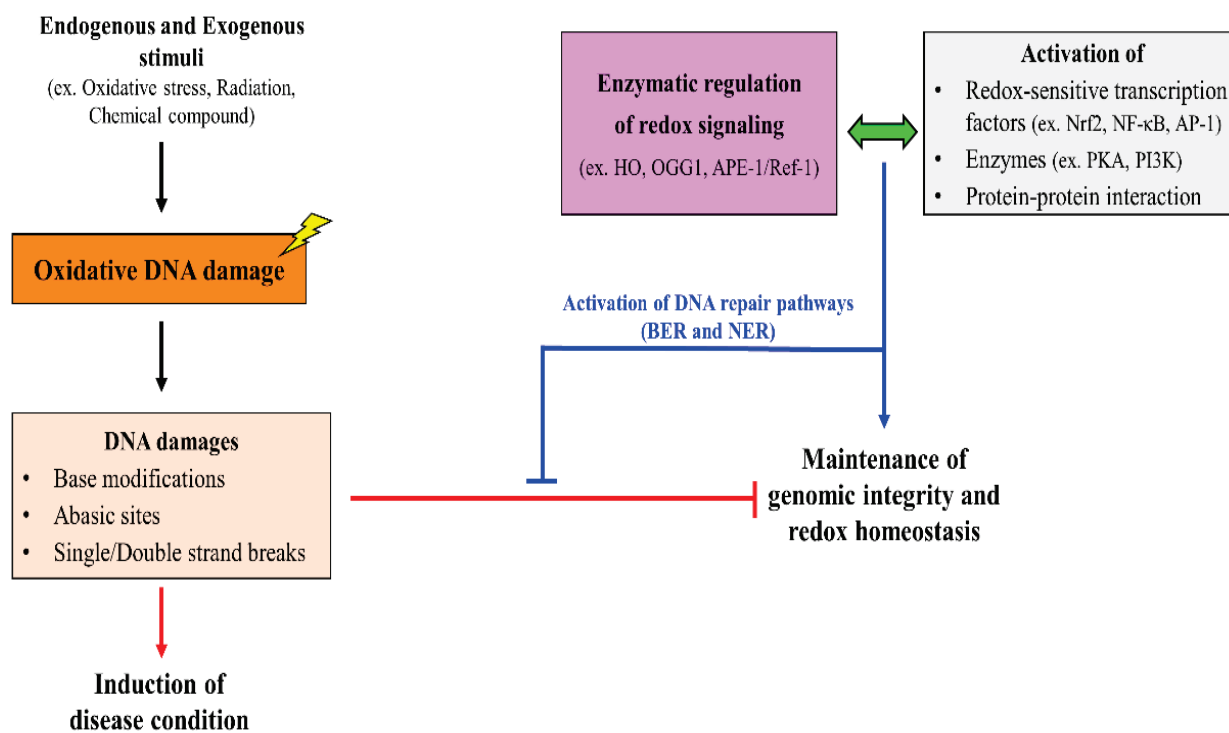 Endogenous and Exogenous
stimuli
(ex. Oxidative stress, Radiation,
Chemical compound)
Oxidative DNA damage
DNA damages
• Base modifications
• Abasic sites
• Single/Double strand breaks
Induction of
disease condition
Enzymatic regulation
of redox signaling
(ex. HO, OGG1, APE-1/Ref-1)
Activation of
• Redox-sensitive transcription
factors (ex. Nrf2, NF-κB, AP-1)
• Enzymes (ex. PKA, PI3K)
• Protein-protein interaction
Activation of DNA repair pathways
(BER and NER)
Maintenance of
genomic integrity and
redox homeostasis